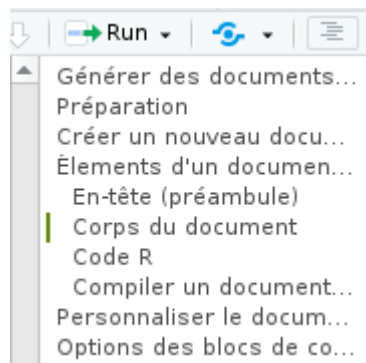 Run
Générer des documents...
Préparation
Créer un nouveau docu...
Élements d'un documen...
En-tête (préambule)
Corps du document
Code R
Compiler un document...
Personnaliser le docum...
Options des blocs de co...